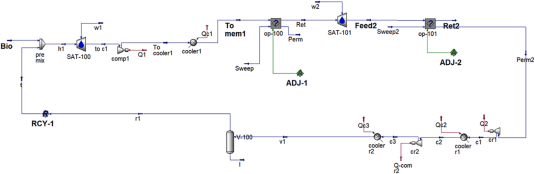 Bio
pre
mix
h1
w1
SAT-100
to c1
comp1
Q1
To
cooler1
Qc1
cooler1
To
mem1
op-100
Ret
Perm
Sweep
ADJ-1
w2
SAT-101
Feed2
Sweep2
op-101
Ret2
ADJ-2
Perm2
t
RCY-1
r1
V-100
l
v1
Qc3
cooler
r2
c3
cr2
Q-com
r2
c2
Qc2
cooler
r1
c1
Q2
cr1